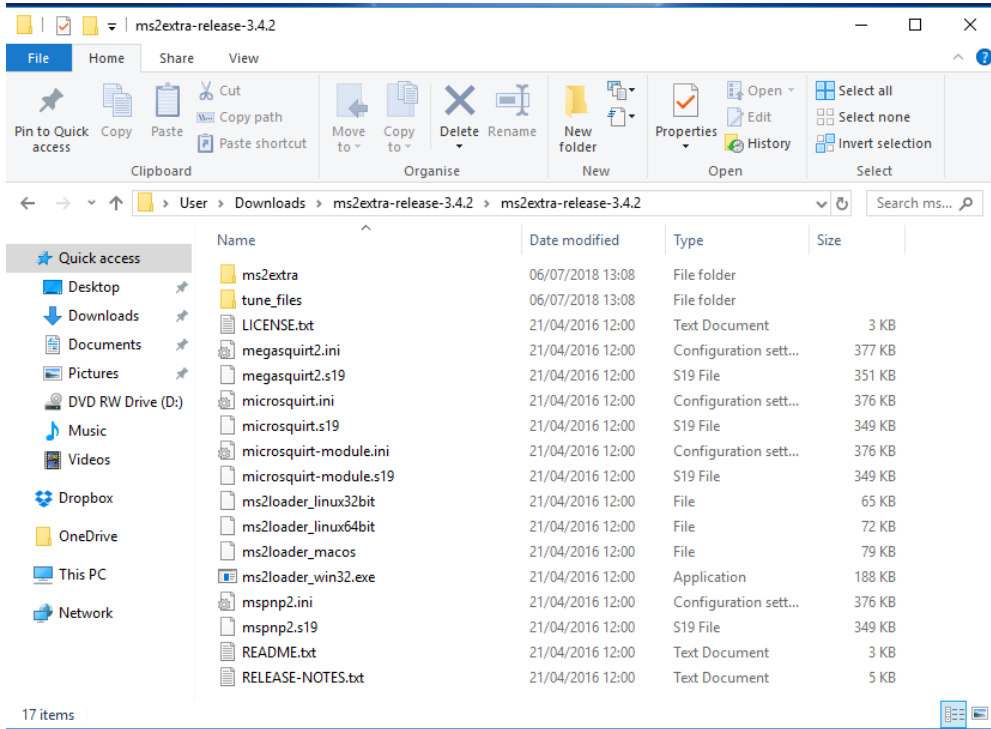 ms2extra-release-3.4.2
File Home Share View
Pin to Quick access
Copy
Paste
Cut
Copy path
Paste shortcut
Clipboard
Move to
Copy to
Delete
Rename
Organise
New folder
New
Properties
Open
Edit
History
Open
Select all
Select none
Invert selection
Select
User > Downloads > ms2extra-release-3.4.2 > ms2extra-release-3.4.2
Search ms...
Quick access
Desktop
Downloads
Documents
Pictures
DVD RW Drive (D:)
Music
Videos
Dropbox
OneDrive
This PC
Network
Name Date modified Type Size
ms2extra 06/07/2018 13:08 File folder
tune_files 06/07/2018 13:08 File folder
LICENSE.txt 21/04/2016 12:00 Text Document 3 KB
megasquirt2.ini 21/04/2016 12:00 Configuration sett... 377 KB
megasquirt2.s19 21/04/2016 12:00 S19 File 351 KB
microsquirt.ini 21/04/2016 12:00 Configuration sett... 376 KB
microsquirt.s19 21/04/2016 12:00 S19 File 349 KB
microsquirt-module.ini 21/04/2016 12:00 Configuration sett... 376 KB
microsquirt-module.s19 21/04/2016 12:00 S19 File 349 KB
ms2loader_linux32bit 21/04/2016 12:00 File 65 KB
ms2loader_linux64bit 21/04/2016 12:00 File 72 KB
ms2loader_macos 21/04/2016 12:00 File 79 KB
ms2loader_win32.exe 21/04/2016 12:00 Application 188 KB
mspnp2.ini 21/04/2016 12:00 Configuration sett... 376 KB
mspnp2.s19 21/04/2016 12:00 S19 File 349 KB
README.txt 21/04/2016 12:00 Text Document 3 KB
RELEASE-NOTES.txt 21/04/2016 12:00 Text Document 5 KB
17 items